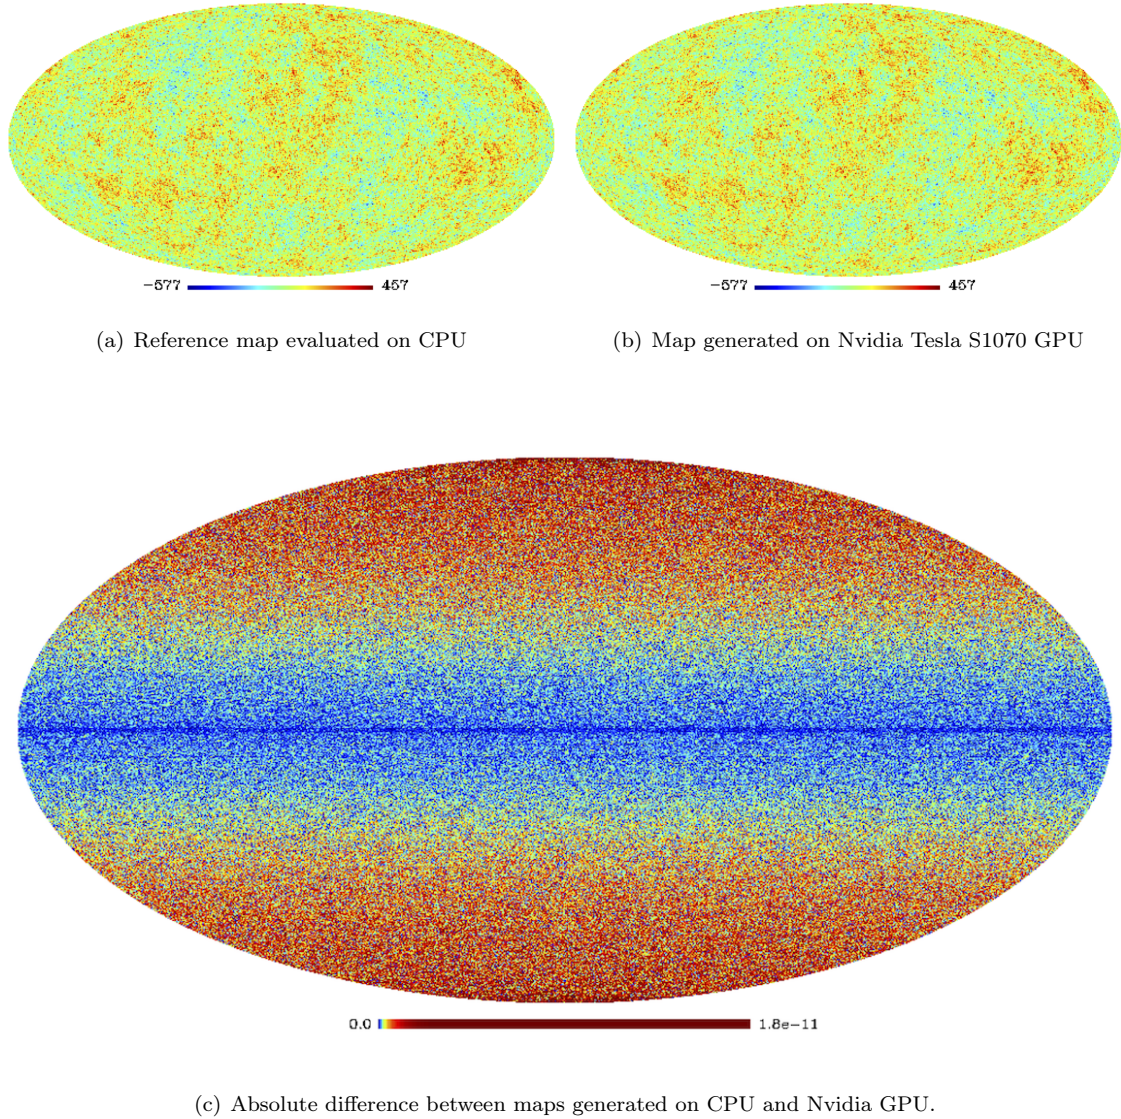 −577 457 −577 457
(a) Reference map evaluated on CPU (b) Map generated on Nvidia Tesla S1070 GPU
0.0 1.8e−11
(c) Absolute difference between maps generated on CPU and Nvidia GPU.